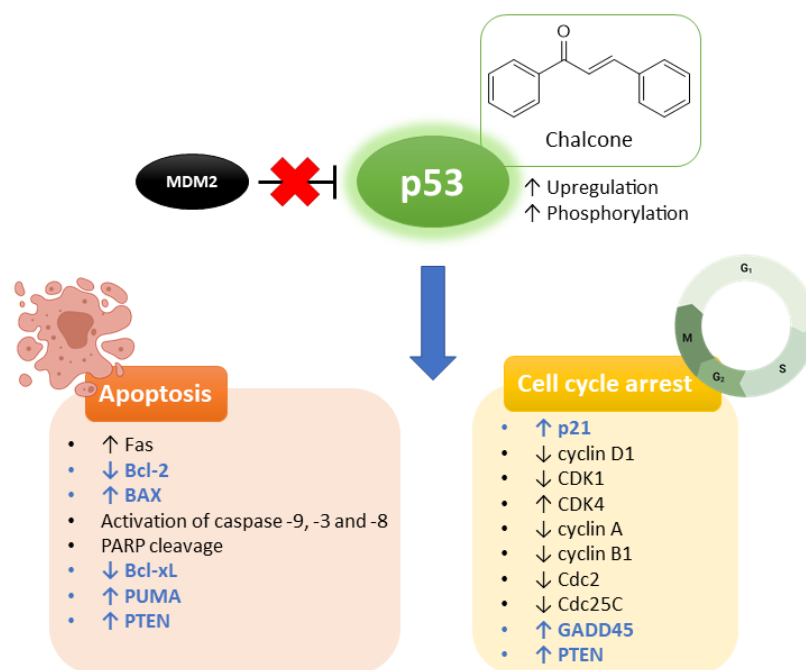 O
Chalcone
MDM2
p53
↑ Upregulation
↑ Phosphorylation
G₁
M
G₂
S
Apoptosis
• ↑ Fas
• ↓ Bcl-2
• ↑ BAX
• Activation of caspase -9, -3 and -8
• PARP cleavage
• ↓ Bcl-xL
• ↑ PUMA
• ↑ PTEN
Cell cycle arrest
• ↑ p21
• ↓ cyclin D1
• ↓ CDK1
• ↑ CDK4
• ↓ cyclin A
• ↓ cyclin B1
• ↓ Cdc2
• ↓ Cdc25C
• ↑ GADD45
• ↑ PTEN